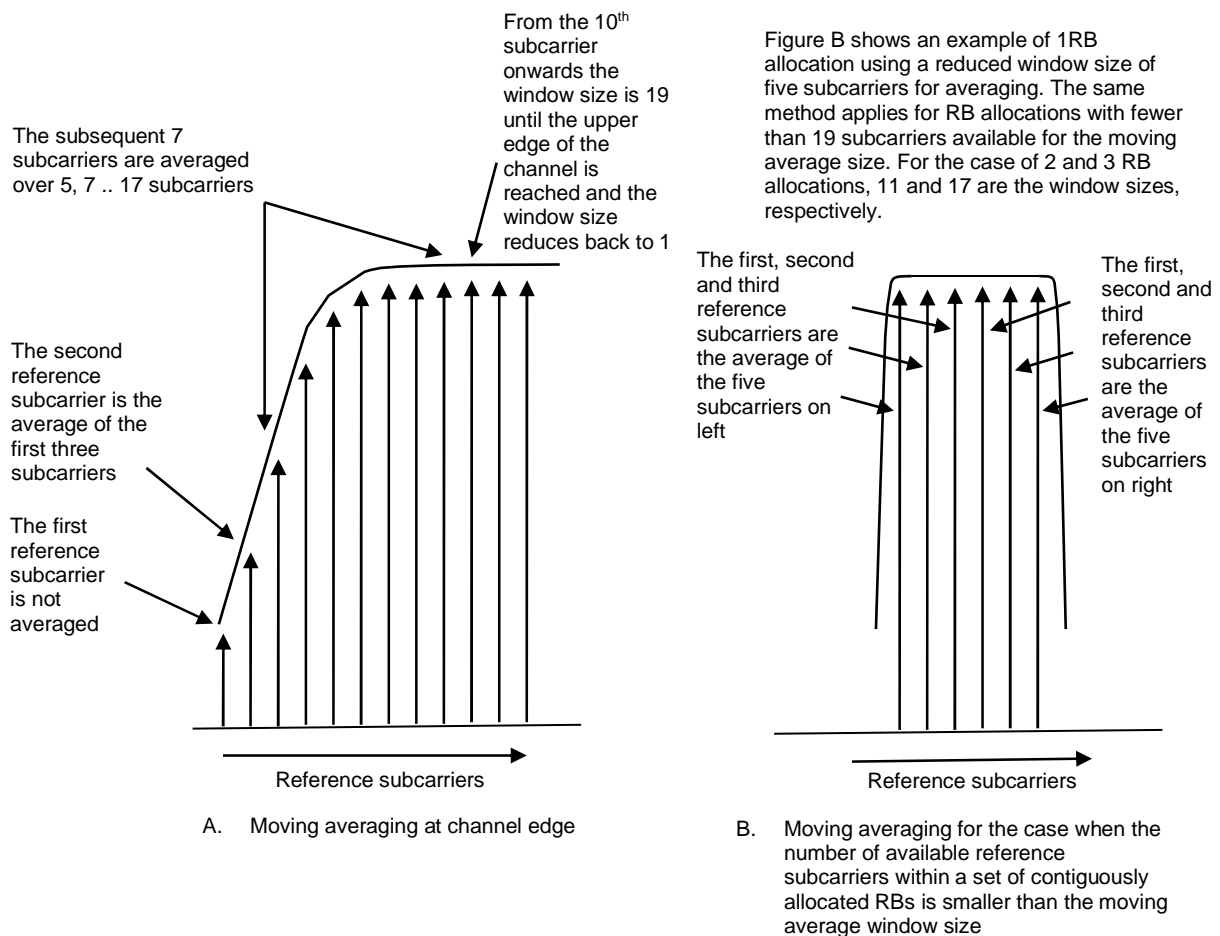 The subsequent 7
subcarriers are averaged
over 5, 7 .. 17 subcarriers
From the 10th
subcarrier
onwards the
window size is 19
until the upper
edge of the
channel is
reached and the
window size
reduces back to 1
The second
reference
subcarrier is the
average of the
first three
subcarriers
The first
reference
subcarrier
is not
averaged
Reference subcarriers
A. Moving averaging at channel edge
Figure B shows an example of 1RB
allocation using a reduced window size of
five subcarriers for averaging. The same
method applies for RB allocations with fewer
than 19 subcarriers available for the moving
average size. For the case of 2 and 3 RB
allocations, 11 and 17 are the window sizes,
respectively.
The first, second
and third
reference
subcarriers are
the average of
the five
subcarriers on
left
The first,
second and
third
reference
subcarriers
are the
average of
the five
subcarriers
on right
Reference subcarriers
B. Moving averaging for the case when the
number of available reference
subcarriers within a set of contiguously
allocated RBs is smaller than the moving
average window size